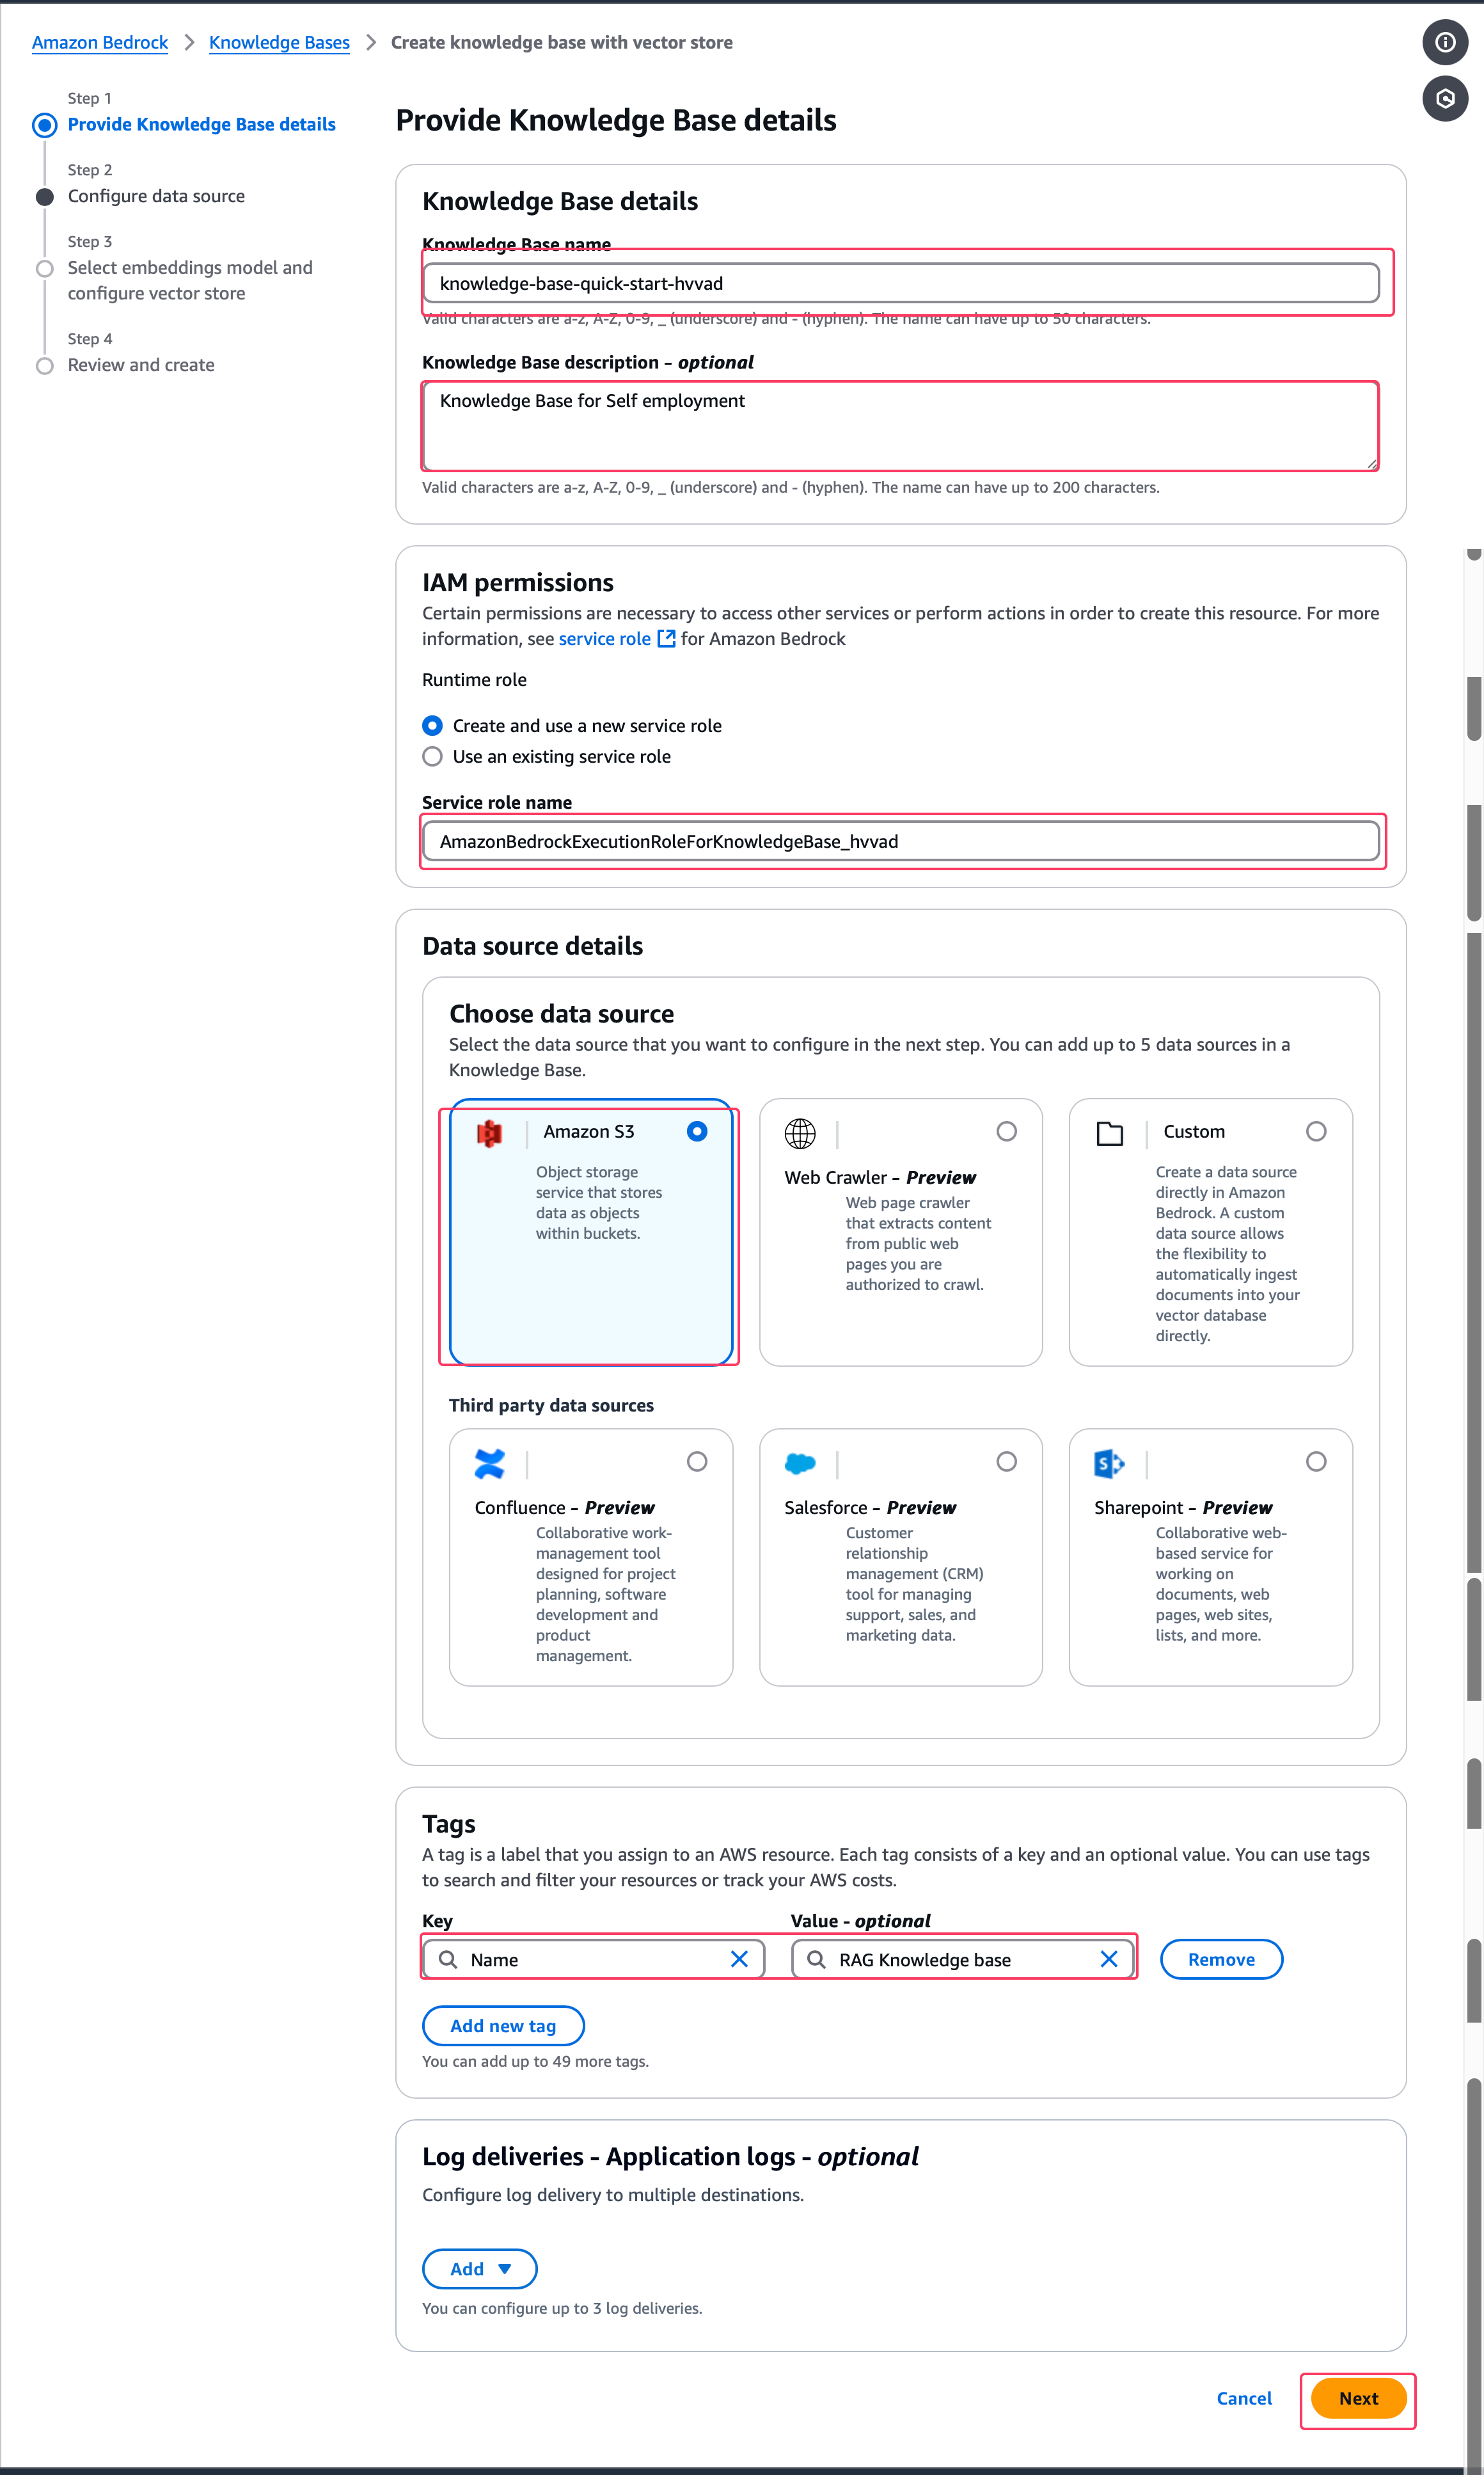 Amazon Bedrock > Knowledge Bases > Create knowledge base with vector store
Step 1
Provide Knowledge Base details
Step 2
Configure data source
Step 3
Select embeddings model and
configure vector store
Step 4
Review and create
Provide Knowledge Base details
Knowledge Base details
Knowledge Base name
knowledge-base-quick-start-hvvad
Valid characters are a-z, A-Z, 0-9, _ (underscore) and - (hyphen). The name can have up to 50 characters.
Knowledge Base description – optional
Knowledge Base for Self employment
Valid characters are a-z, A-Z, 0-9, _ (underscore) and - (hyphen). The name can have up to 200 characters.
IAM permissions
Certain permissions are necessary to access other services or perform actions in order to create this resource. For more
information, see service role for Amazon Bedrock
Runtime role
Create and use a new service role
Use an existing service role
Service role name
AmazonBedrockExecutionRoleForKnowledgeBase_hvvad
Data source details
Choose data source
Select the data source that you want to configure in the next step. You can add up to 5 data sources in a
Knowledge Base.
Amazon S3
Object storage
service that stores
data as objects
within buckets.
Web Crawler – Preview
Web page crawler
that extracts content
from public web
pages you are
authorized to crawl.
Custom
Create a data source
directly in Amazon
Bedrock. A custom
data source allows
the flexibility to
automatically ingest
documents into your
vector database
directly.
Third party data sources
Confluence – Preview
Collaborative work-
management tool
designed for project
planning, software
development and
product
management.
Salesforce – Preview
Customer
relationship
management (CRM)
tool for managing
support, sales, and
marketing data.
Sharepoint – Preview
Collaborative web-
based service for
working on
documents, web
pages, web sites,
lists, and more.
Tags
A tag is a label that you assign to an AWS resource. Each tag consists of a key and an optional value. You can use tags
to search and filter your resources or track your AWS costs.
Key
Value - optional
Name
RAG Knowledge base
Remove
Add new tag
You can add up to 49 more tags.
Log deliveries - Application logs - optional
Configure log delivery to multiple destinations.
Add
You can configure up to 3 log deliveries.
Cancel
Next